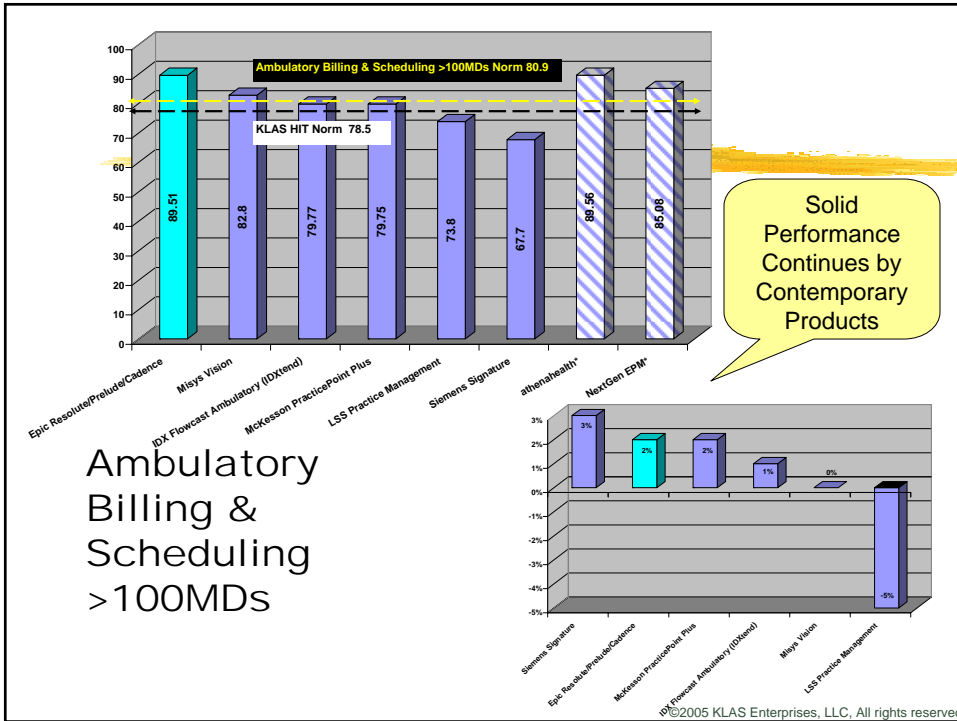 100
90
80
70
60
50
40
30
20
10
0
Ambulatory Billing & Scheduling >100MDs Norm 80.9
KLAS HIT Norm 78.5
89.51
82.8
79.77
79.75
73.8
67.7
89.56
85.08
Epic Resolute/Prelude/Cadence
Misys Vision
IDX Flowcast Ambulatory (IDXtend)
McKesson PracticePoint Plus
LSS Practice Management
Siemens Signature
athenahealth*
NextGen EPM*
Solid
Performance
Continues by
Contemporary
Products
Ambulatory
Billing &
Scheduling
>100MDs
3%
2%
1%
0%
-1%
-2%
-3%
-4%
-5%
3%
2%
2%
1%
0%
-5%
Siemens Signature
Epic Resolute/Prelude/Cadence
McKesson PracticePoint Plus
IDX Flowcast Ambulatory (IDXtend)
Misys Vision
LSS Practice Management
©2005 KLAS Enterprises, LLC, All rights reserved